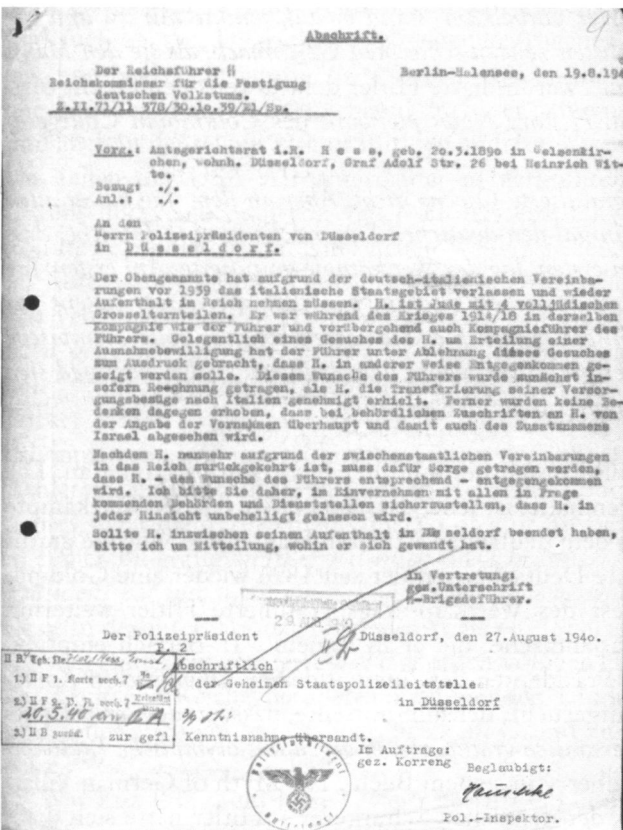 Abschrift.
Der Reichsführer SS
Reichskommissar für die Festigung
deutschen Volkstums.
Berlin-Halensee, den 19.8.194
Vorg.: Amtsgerichtsrat i.R. H e s s, geb. 20.3.1890 in Gelsenkir-
chen, wohnh. Düsseldorf, Graf Adolf Str. 26 bei Heinrich Wit-
te.
Bezug: ./.
Anl.: ./.
An den
Herrn Polizeipräsidenten von Düsseldorf
in D ü s s e l d o r f.
Der Obengenannte hat aufgrund der deutsch-italienischen Vereinba-
rungen vor 1939 das italienische Staatsgebiet verlassen und wieder
Aufenthalt im Reich nehmen müssen. H. ist Jude mit 4 volljüdischen
Grosselternteilen. Er war während des Krieges 1914/18 in derselben
Kompagnie wie der Führer und vorübergehend auch Kompagnieführer des
Führers. Gelegentlich eines Gesuches des H. um Erteilung einer
Ausnahmebewilligung hat der Führer unter Ablehnung dieses Gesuches
zum Ausdruck gebracht, dass H. in anderer Weise Entgegenkommen ge-
zeigt werden solle. Diesem Wunsche des Führers wurde zunächst in-
sofern Rechnung getragen, als H. die Transferierung seiner Versor-
gungsbezüge nach Italien genehmigt erhielt. Ferner wurden keine Be-
denken dagegen erhoben, dass bei behördlichen Zuschriften an H. von
der Angabe der Vornamen überhaupt und damit auch des Zusatznamens
Israel abgesehen wird.
Nachdem H. nunmehr aufgrund der zwischenstaatlichen Vereinbarungen
in das Reich zurückgekehrt ist, muss dafür Sorge getragen werden,
dass H. - dem Wunsche des Führers entsprechend - entgegengekommen
wird. Ich bitte Sie daher, im Einvernehmen mit allen in Frage
kommenden Behörden und Dienststellen sicherzustellen, dass H. in
jeder Hinsicht unbehelligt gelassen wird.
Sollte H. inzwischen seinen Aufenthalt in Düsseldorf beendet haben,
bitte ich um Mitteilung, wohin er sich gewandt hat.
In Vertretung:
gez.Unterschrift
SS-Brigadeführer.
Der Polizeipräsident
Düsseldorf, den 27.August 1940.
P. 2
Abschriftlich
der Geheimen Staatspolizeileitstelle
in Düsseldorf
zur gefl. Kenntnisnahme übersandt.
Im Auftrage:
gez. Korreng
Beglaubigt:
Pol.-Inspektor.